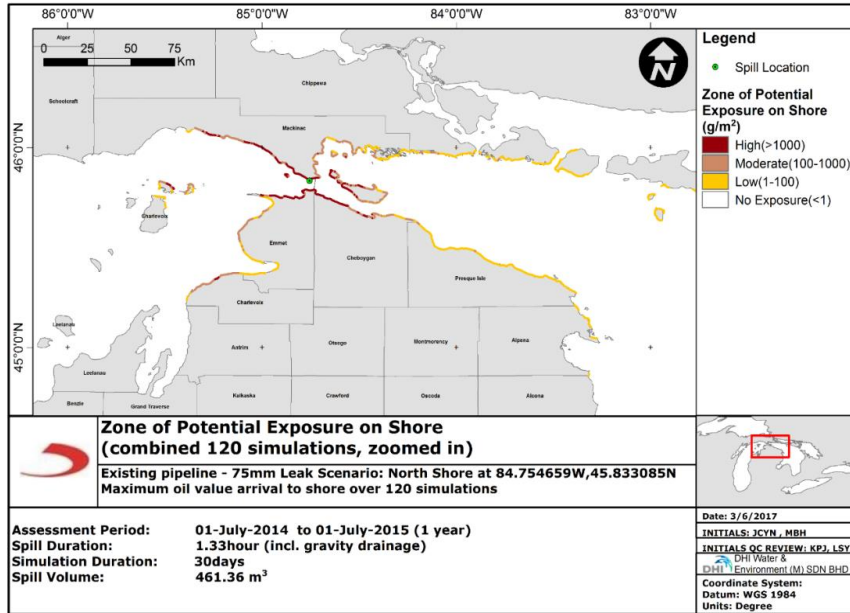 86°0'0"W
85°0'0"W
84°0'0"W
83°0'0"W
Alger
0 25 50 75
Km
Chippewa
Schoolcraft
Mackinac
N
46°0'0"N
Charlevoix
Emmet
Cheboygan
Presque Isle
Charlevoix
Leelanau
45°0'0"N
Antrim
Otsego
Montmorency
Alpena
Leelanau
Benzie
Grand Traverse
Kalkaska
Crawford
Oscoda
Alcona
Legend
Spill Location
Zone of Potential
Exposure on Shore
(g/m²)
High(>1000)
Moderate(100-1000)
Low(1-100)
No Exposure(<1)
Zone of Potential Exposure on Shore
(combined 120 simulations, zoomed in)
Existing pipeline - 75mm Leak Scenario: North Shore at 84.754659W,45.833085N
Maximum oil value arrival to shore over 120 simulations
Assessment Period: 01-July-2014 to 01-July-2015 (1 year)
Spill Duration: 1.33hour (incl. gravity drainage)
Simulation Duration: 30days
Spill Volume: 461.36 m³
Date: 3/6/2017
INITIALS: JCYN , MBH
INITIALS QC REVIEW: KPJ, LSY
DHI
DHI Water &
Environment (M) SDN BHD
Coordinate System:
Datum: WGS 1984
Units: Degree